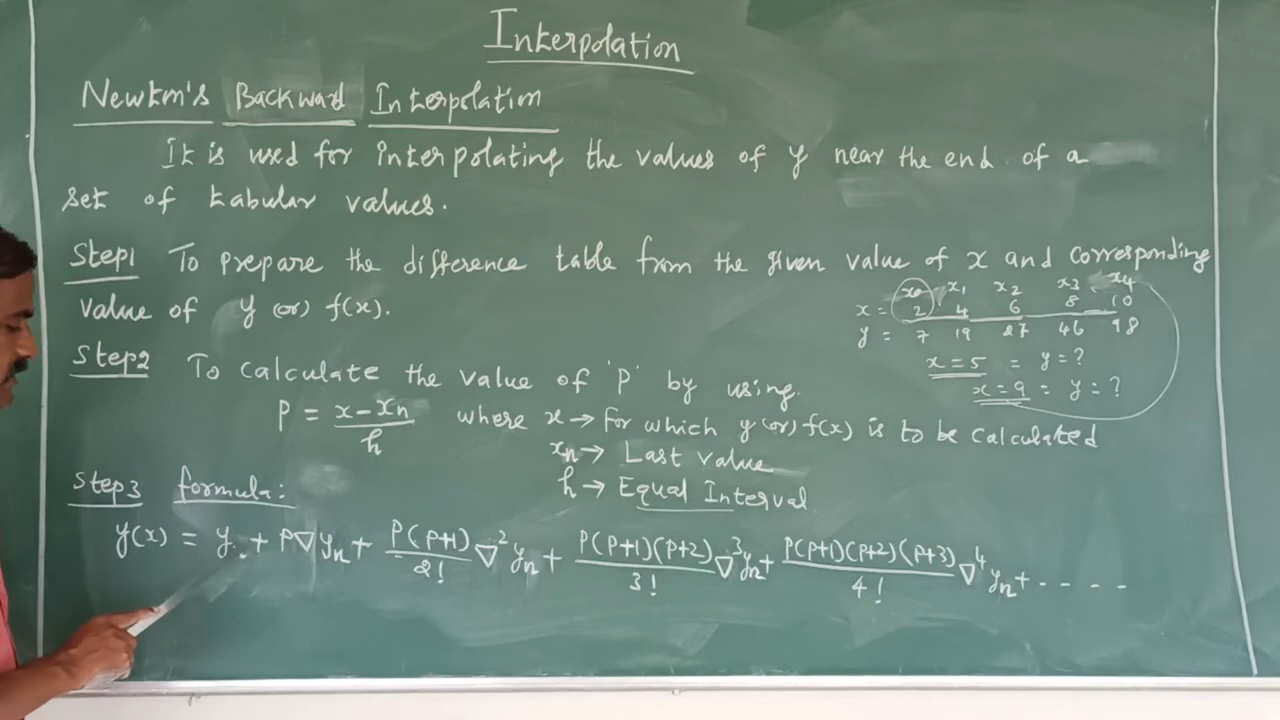 Interpolation
Newton's Backward Interpolation
It is used for interpolating the values of y near the end of a
set of tabular values.
Step1 To prepare the difference table from the given value of x and corresponding
value of y (or) f(x).
x₀ x₁ x₂ x₃ x₄
x = 2 4 6 8 10
y = 7 19 27 46 98
x = 5 = y = ?
x = 9 = y = ?
Step2 To calculate the value of 'P' by using.
P = (x - xₙ)/h where x → for which y (or) f(x) is to be calculated
xₙ → Last value
h → Equal Interval
Step3 formula:
y(x) = y + P∇yₙ + P(P+1)/2! ∇²yₙ + P(P+1)(P+2)/3! ∇³yₙ + P(P+1)(P+2)(P+3)/4! ∇⁴yₙ + - - - -